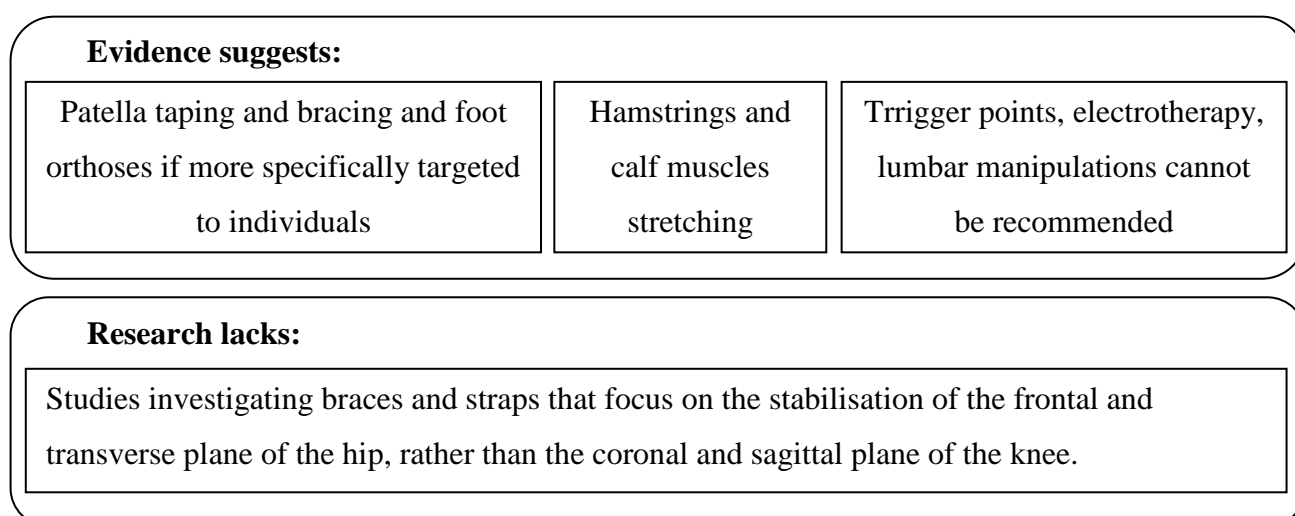 Evidence suggests:
Patella taping and bracing and foot
orthoses if more specifically targeted
to individuals
Hamstrings and
calf muscles
stretching
Trrigger points, electrotherapy,
lumbar manipulations cannot
be recommended
Research lacks:
Studies investigating braces and straps that focus on the stabilisation of the frontal and
transverse plane of the hip, rather than the coronal and sagittal plane of the knee.